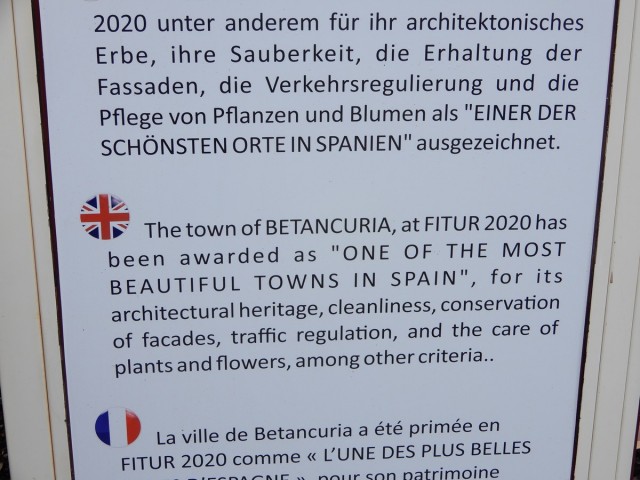 2020 unter anderem für ihr architektonisches
Erbe, ihre Sauberkeit, die Erhaltung der
Fassaden, die Verkehrsregulierung und die
Pflege von Pflanzen und Blumen als "EINER DER
SCHÖNSTEN ORTE IN SPANIEN" ausgezeichnet.
The town of BETANCURIA, at FITUR 2020 has
been awarded as "ONE OF THE MOST
BEAUTIFUL TOWNS IN SPAIN", for its
architectural heritage, cleanliness, conservation
of facades, traffic regulation, and the care of
plants and flowers, among other criteria..
La ville de Betancuria a été primée en
FITUR 2020 comme « L'UNE DES PLUS BELLES
D'ESPAGNE », pour son patrimoine